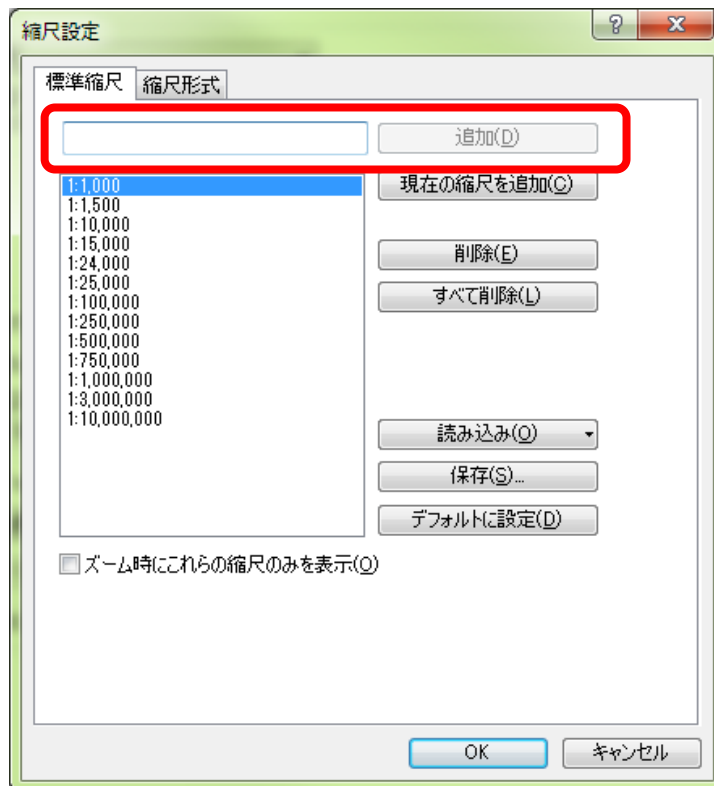 縮尺設定
標準縮尺 縮尺形式
追加(D)
現在の縮尺を追加(C)
1:1,000
1:1,500
1:10,000
1:15,000
1:24,000
1:25,000
1:100,000
1:250,000
1:500,000
1:750,000
1:1,000,000
1:3,000,000
1:10,000,000
削除(E)
すべて削除(L)
読み込み(O)
保存(S)...
デフォルトに設定(D)
ズーム時にこれらの縮尺のみを表示(O)
OK キャンセル